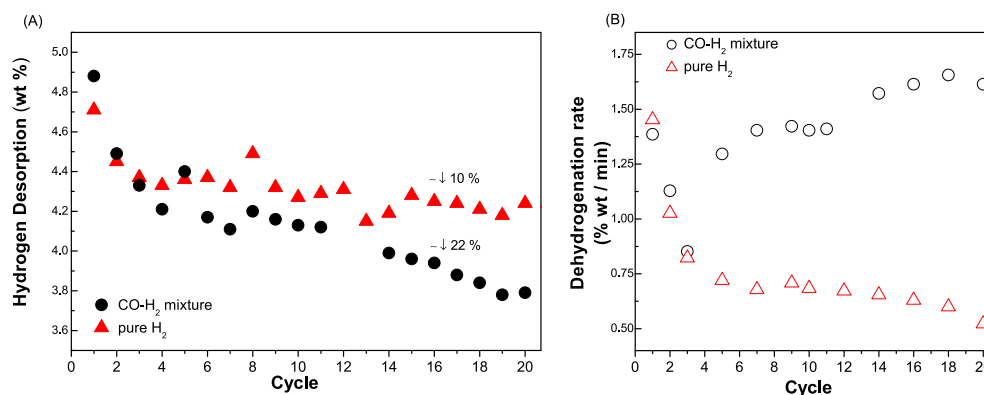 (A)
5.0
4.8
4.6
4.4
4.2
4.0
3.8
3.6
Hydrogen Desorption (wt %)
~↓ 10 %
~↓ 22 %
CO-H₂ mixture
pure H₂
0 2 4 6 8 10 12 14 16 18 20
Cycle
(B)
1.75
1.50
1.25
1.00
0.75
0.50
Dehydrogenation rate
(% wt / min)
CO-H₂ mixture
pure H₂
0 2 4 6 8 10 12 14 16 18 20
Cycle